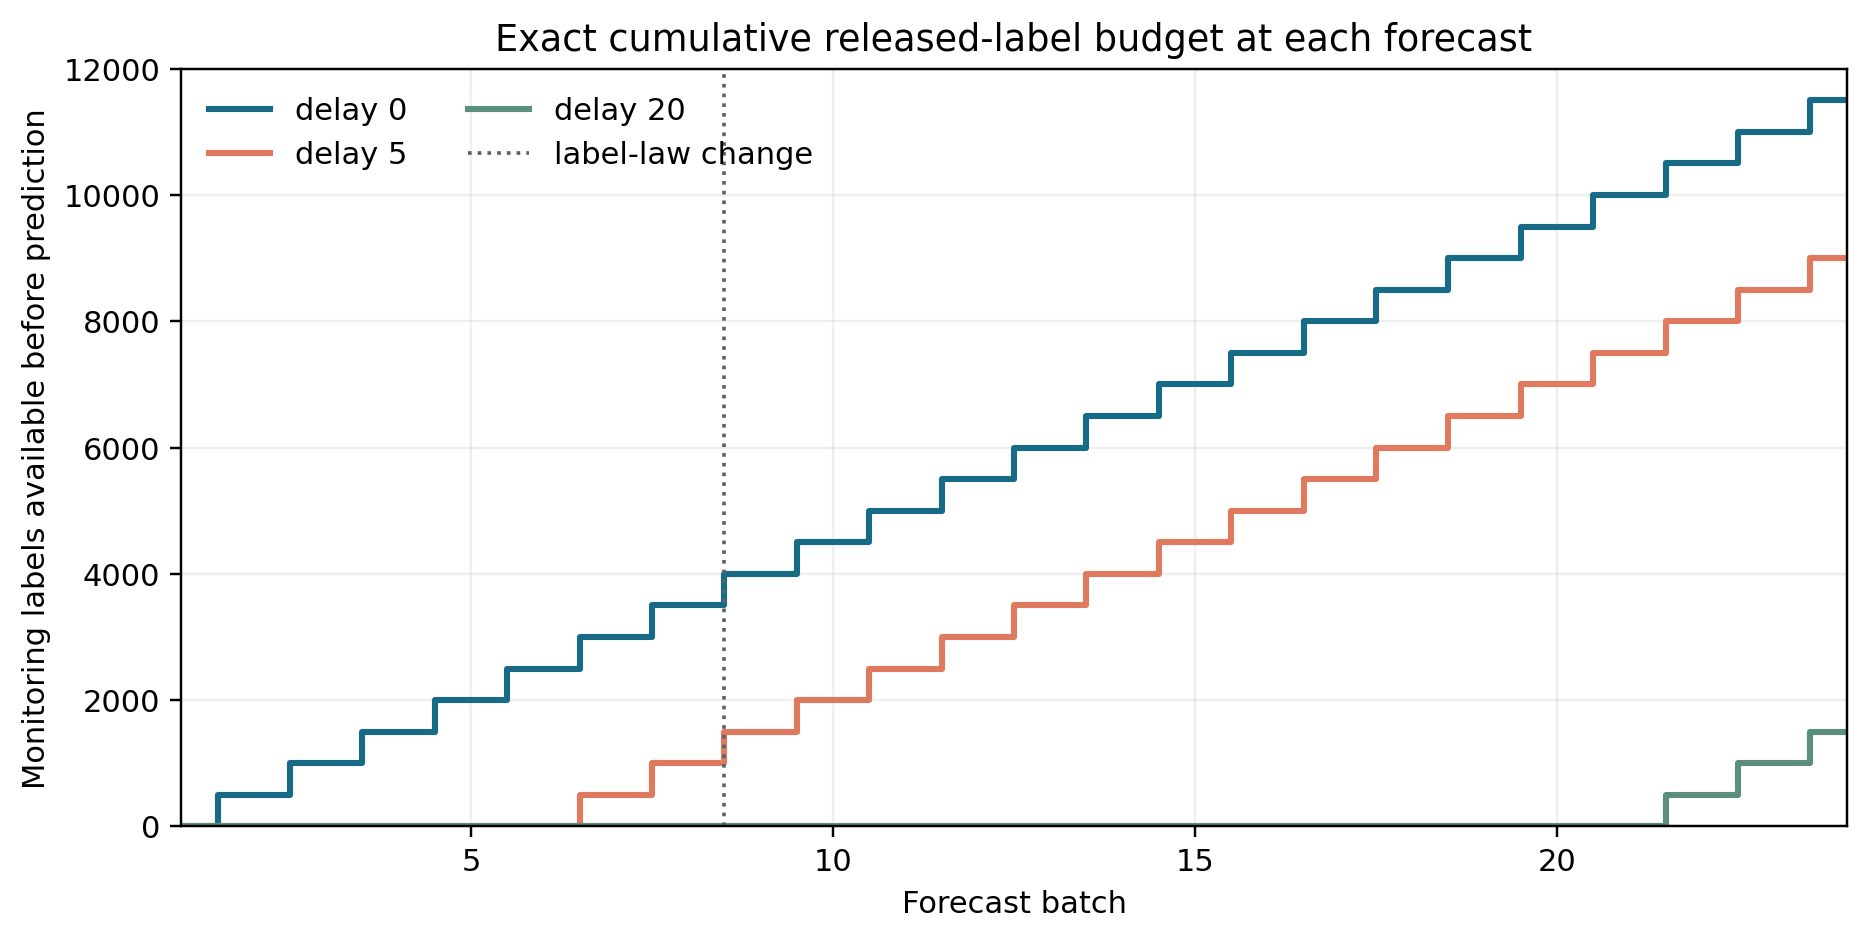 Exact cumulative released-label budget at each forecast
Monitoring labels available before prediction
12000
10000
8000
6000
4000
2000
0
delay 0
delay 5
delay 20
label-law change
5
10
15
20
Forecast batch